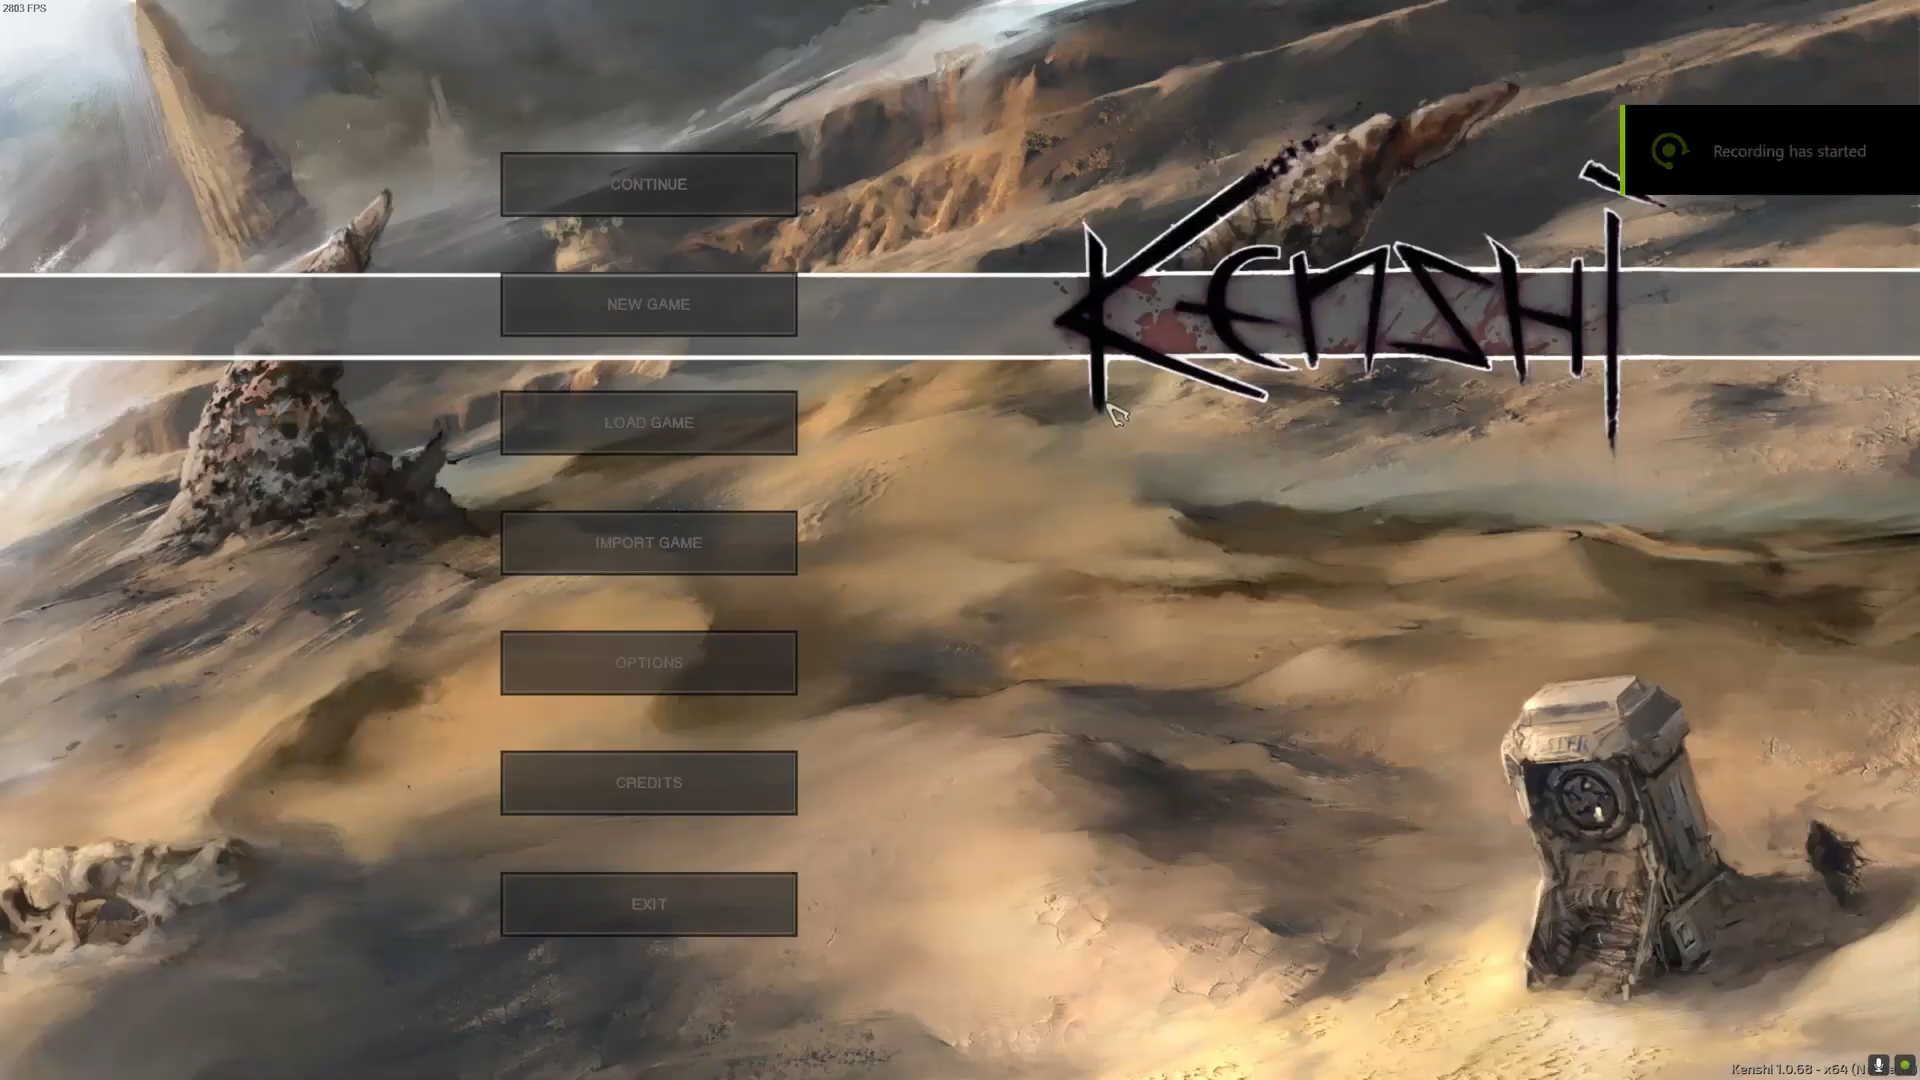 2803 FPS
CONTINUE
Recording has started
NEW GAME
KENSHI
LOAD GAME
IMPORT GAME
OPTIONS
CREDITS
EXIT
Kenshi 1.0.68 - x64 (N